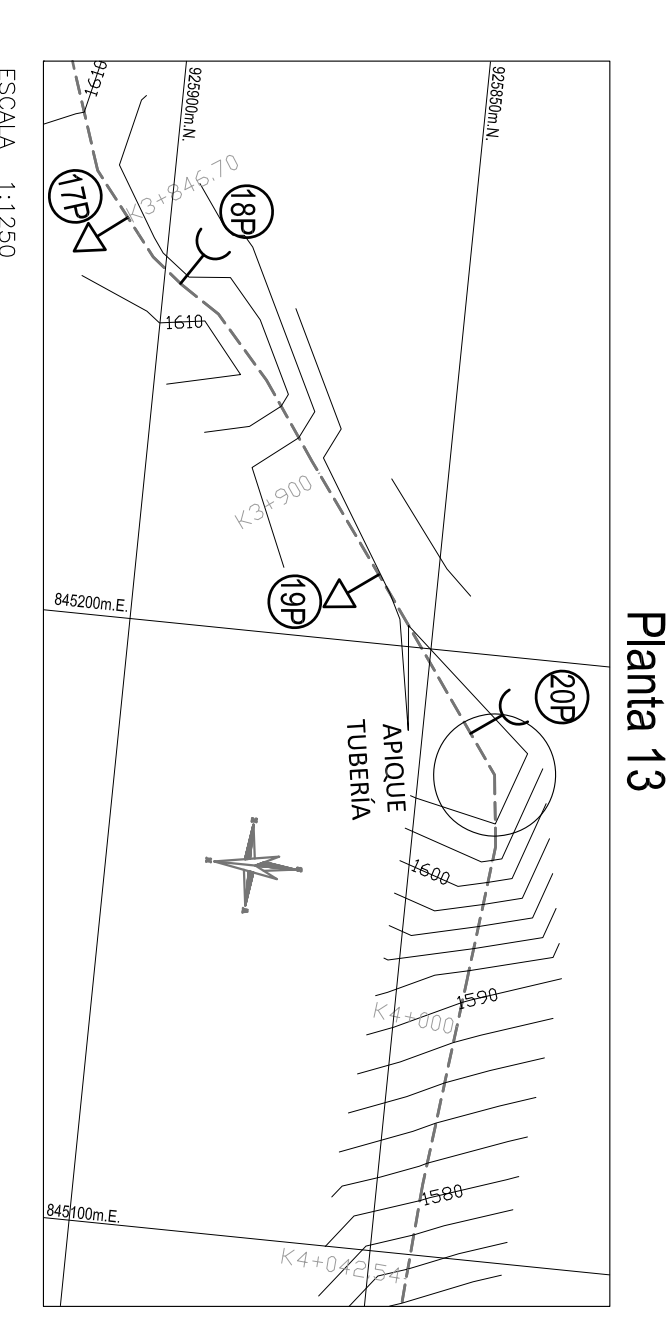 Planta 13
925900m.N.
925850m.N.
1610
K3+846.70
17P
18P
1610
K3+900
19P
845200m.E.
20P
APIQUE
TUBERÍA
1600
1590
K4+000
1580
845100m.E.
K4+042.54
ESCALA 1:1250